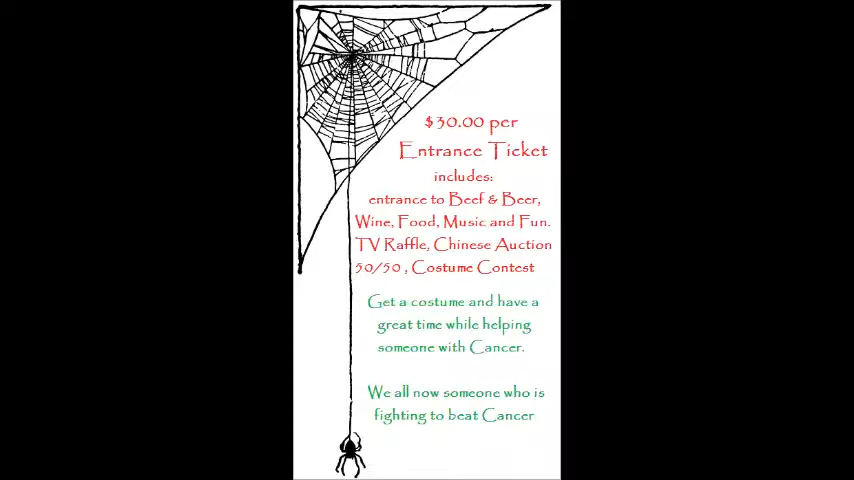 $30.00 per
Entrance Ticket
includes:
entrance to Beef & Beer,
Wine, Food, Music and Fun.
TV Raffle, Chinese Auction
50/50 , Costume Contest
Get a costume and have a
great time while helping
someone with Cancer.
We all now someone who is
fighting to beat Cancer